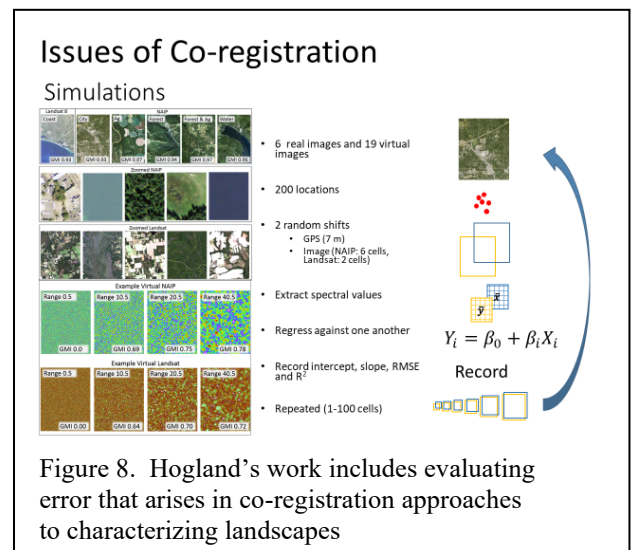 Issues of Co-registration
Simulations
Landsat 8
NAIP
Coast
City
Ag
Forest
Forest & Ag
Water
GMI 0.93
GMI 0.93
GMI 0.97
GMI 0.94
GMI 0.97
GMI 0.96
Zoomed NAIP
Zoomed Landsat
Example Virtual NAIP
Range 0.5
Range 10.5
Range 20.5
Range 40.5
GMI 0.0
GMI 0.69
GMI 0.75
GMI 0.78
Example Virtual Landsat
Range 0.5
Range 10.5
Range 20.5
Range 40.5
GMI 0.00
GMI 0.64
GMI 0.70
GMI 0.72
• 6 real images and 19 virtual
images
• 200 locations
• 2 random shifts
• GPS (7 m)
• Image (NAIP: 6 cells,
Landsat: 2 cells)
• Extract spectral values
• Regress against one another
• Record intercept, slope, RMSE
and R²
• Repeated (1-100 cells)
x̄
ȳ
Yᵢ = β₀ + βᵢXᵢ
Record
Figure 8. Hogland’s work includes evaluating
error that arises in co-registration approaches
to characterizing landscapes